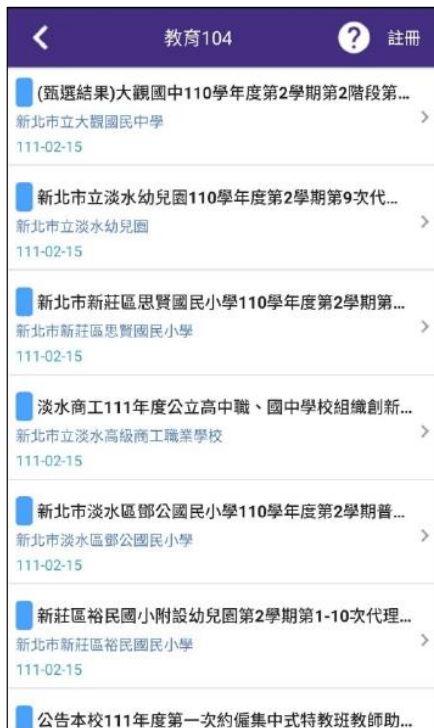 教育104
?
註冊
(甄選結果)大觀國中110學年度第2學期第2階段第...
新北市立大觀國民中學
111-02-15
新北市立淡水幼兒園110學年度第2學期第9次代...
新北市立淡水幼兒園
111-02-15
新北市新莊區思賢國民小學110學年度第2學期第...
新北市新莊區思賢國民小學
111-02-15
淡水商工111年度公立高中職、國中學校組織創新...
新北市立淡水高級商工職業學校
111-02-15
新北市淡水區鄧公國民小學110學年度第2學期普...
新北市淡水區鄧公國民小學
111-02-15
新莊區裕民國小附設幼兒園第2學期第1-10次代理...
新北市新莊區裕民國民小學
111-02-15
公告本校111年度第一次約僱集中式特教班教師助...